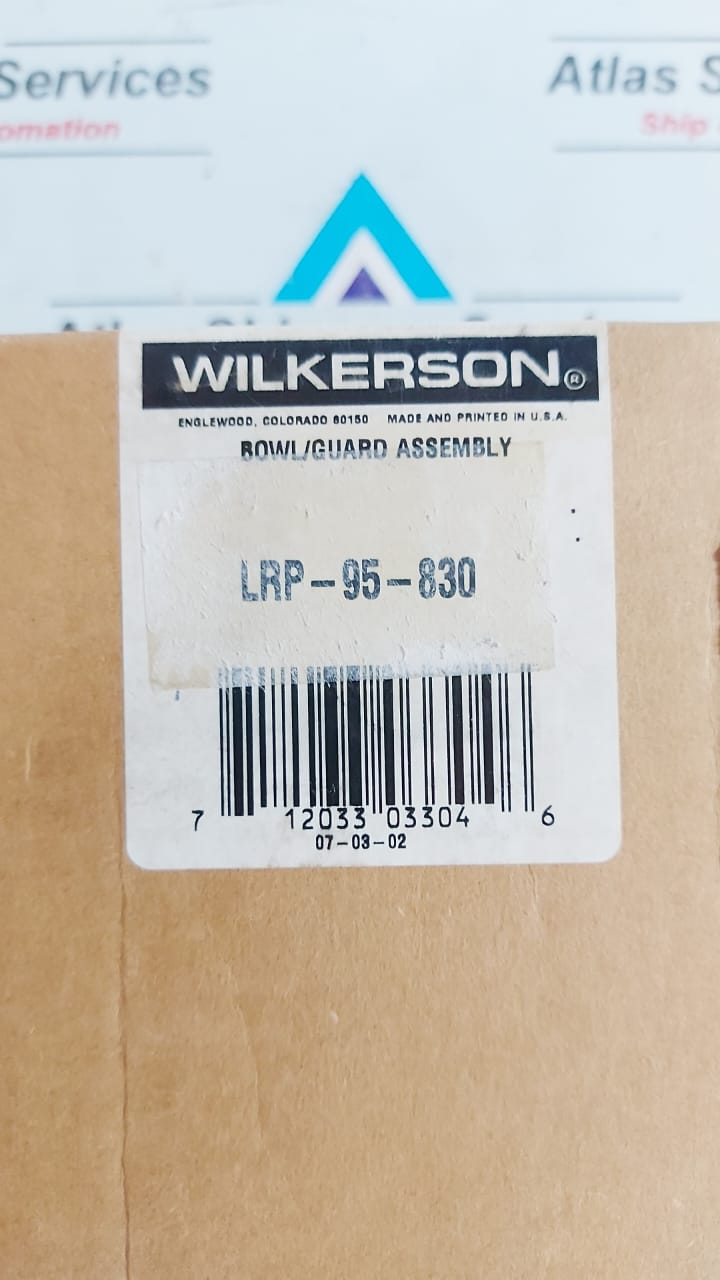 Services
Atlas S
omation
Ship
WILKERSON®
ENGLEWOOD, COLORADO 80150 MADE AND PRINTED IN U.S.A.
BOWL/GUARD ASSEMBLY
LRP-95-830
7 12033 03304 6
07-03-02